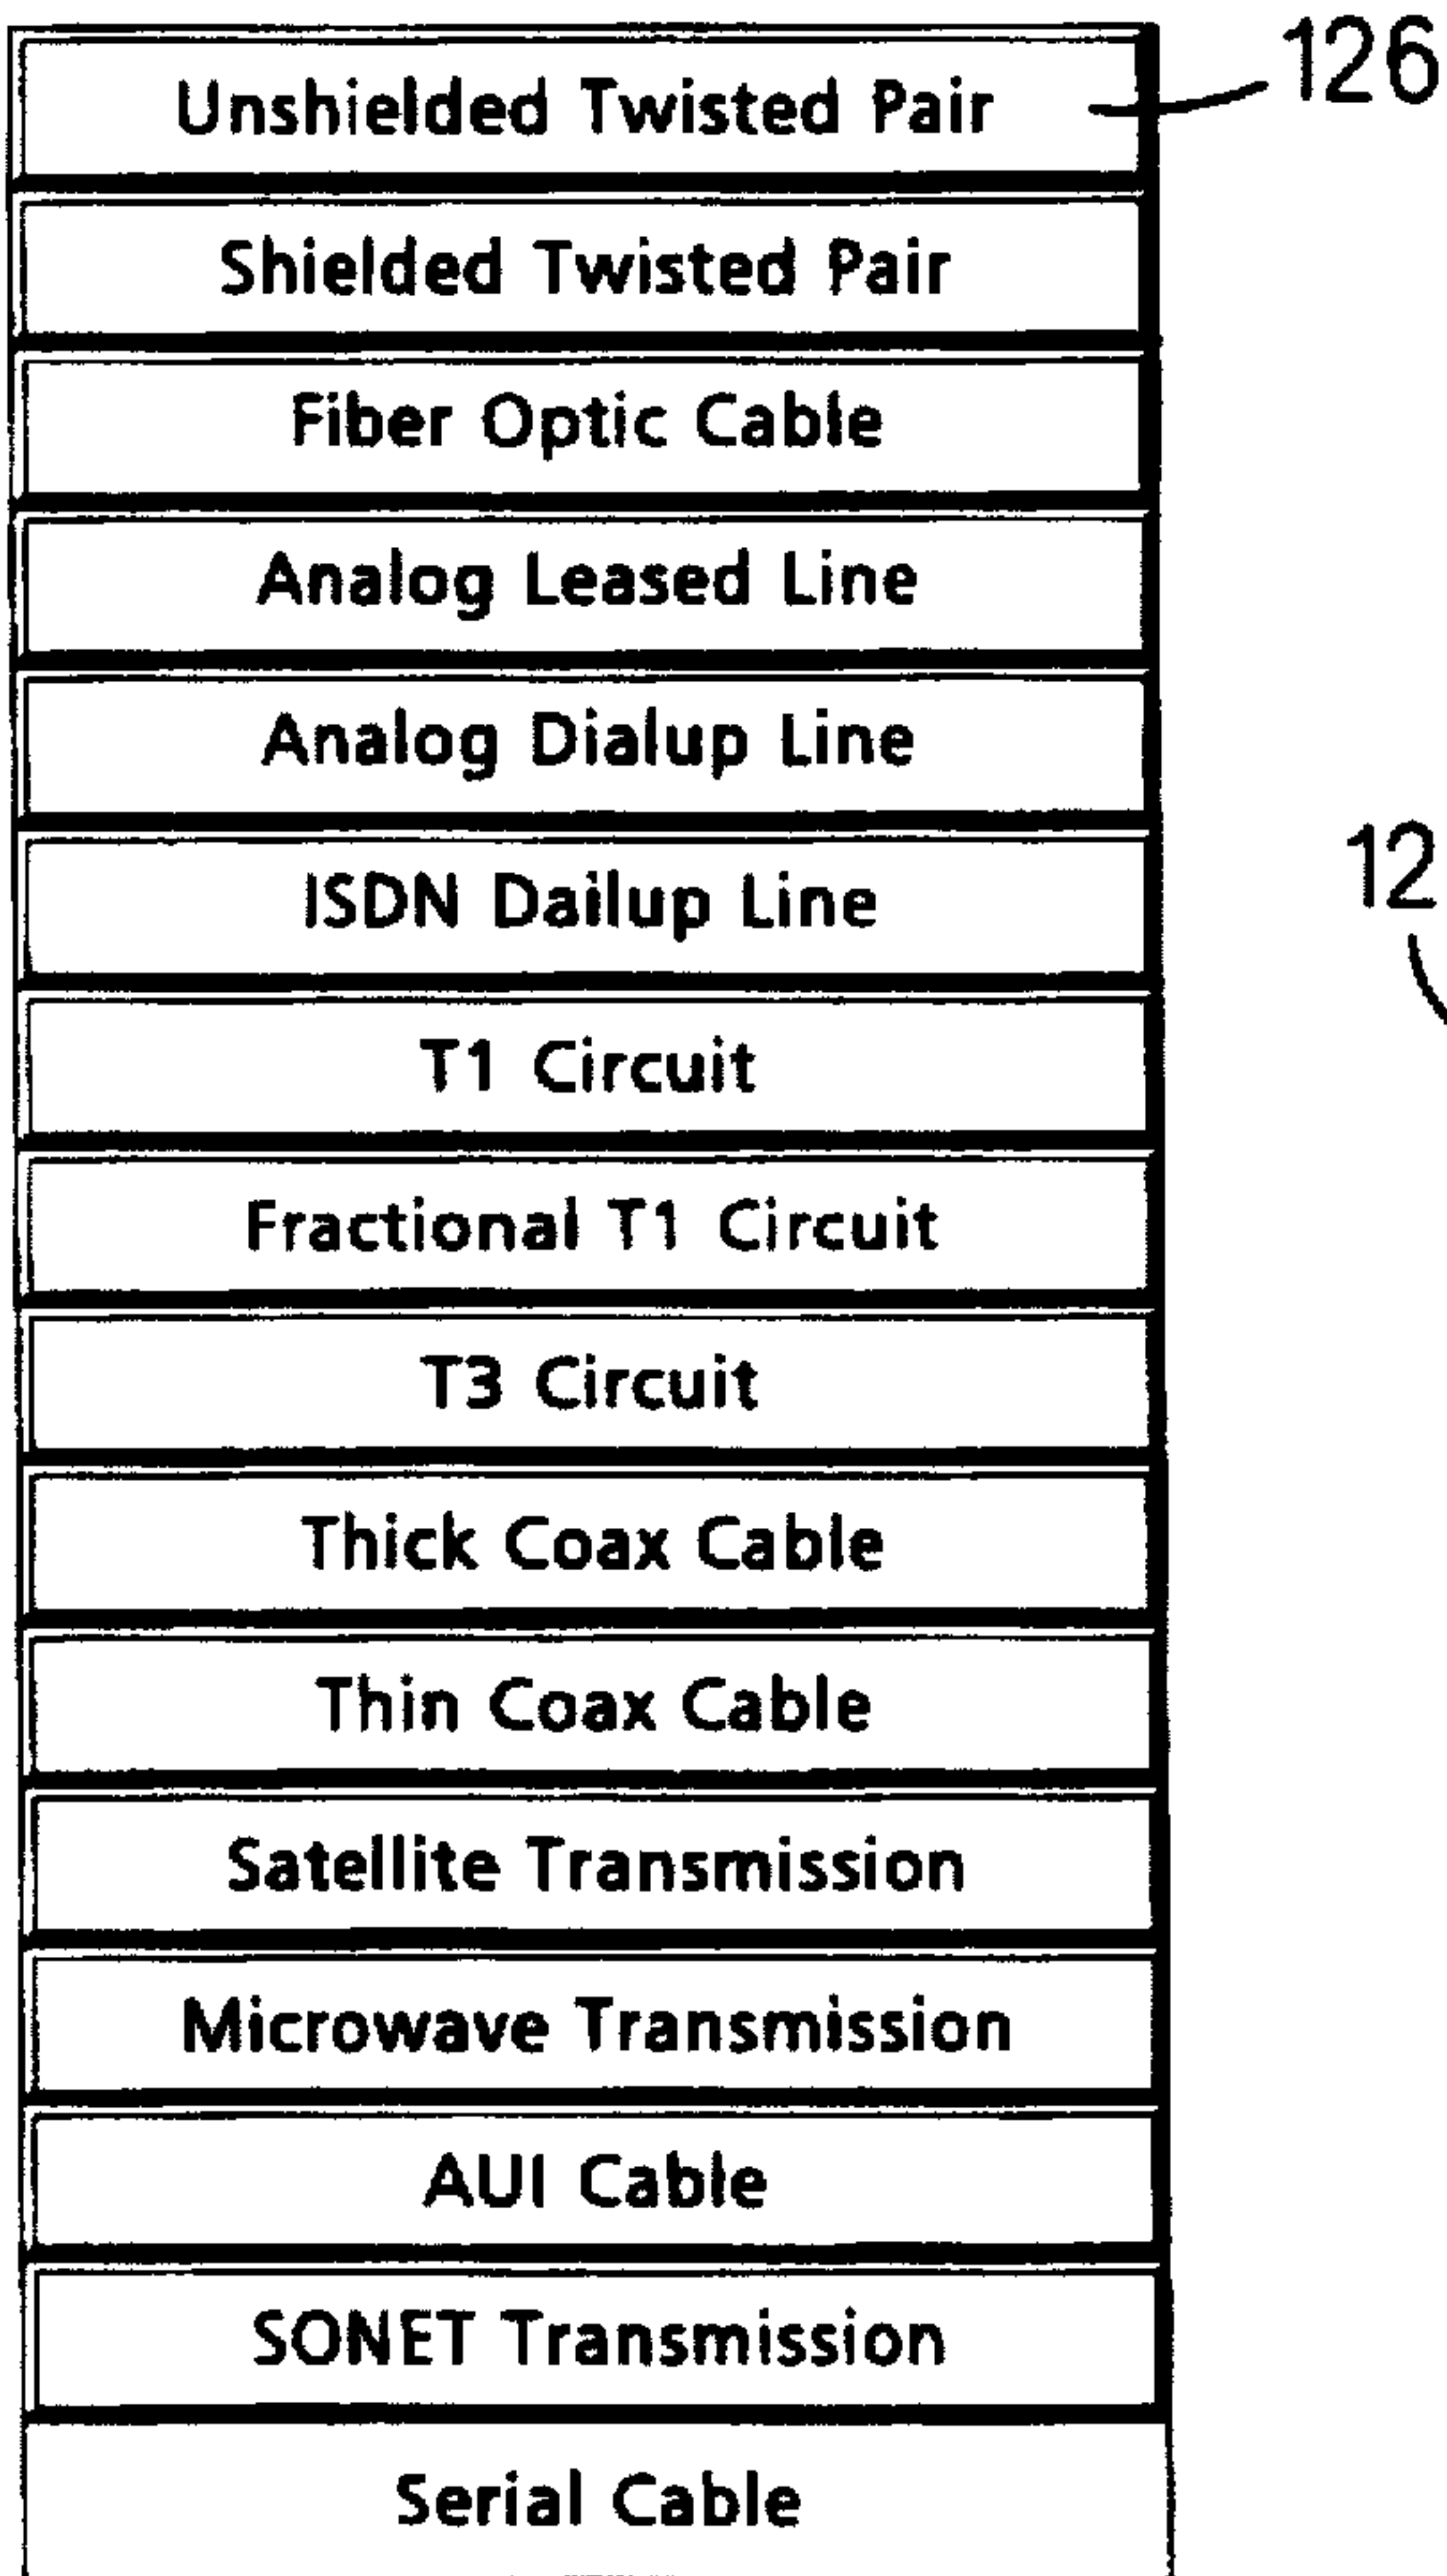 Unshielded Twisted Pair
126
Shielded Twisted Pair
Fiber Optic Cable
Analog Leased Line
Analog Dialup Line
12
ISDN Dailup Line
T1 Circuit
Fractional T1 Circuit
T3 Circuit
Thick Coax Cable
Thin Coax Cable
Satellite Transmission
Microwave Transmission
AUI Cable
SONET Transmission
Serial Cable